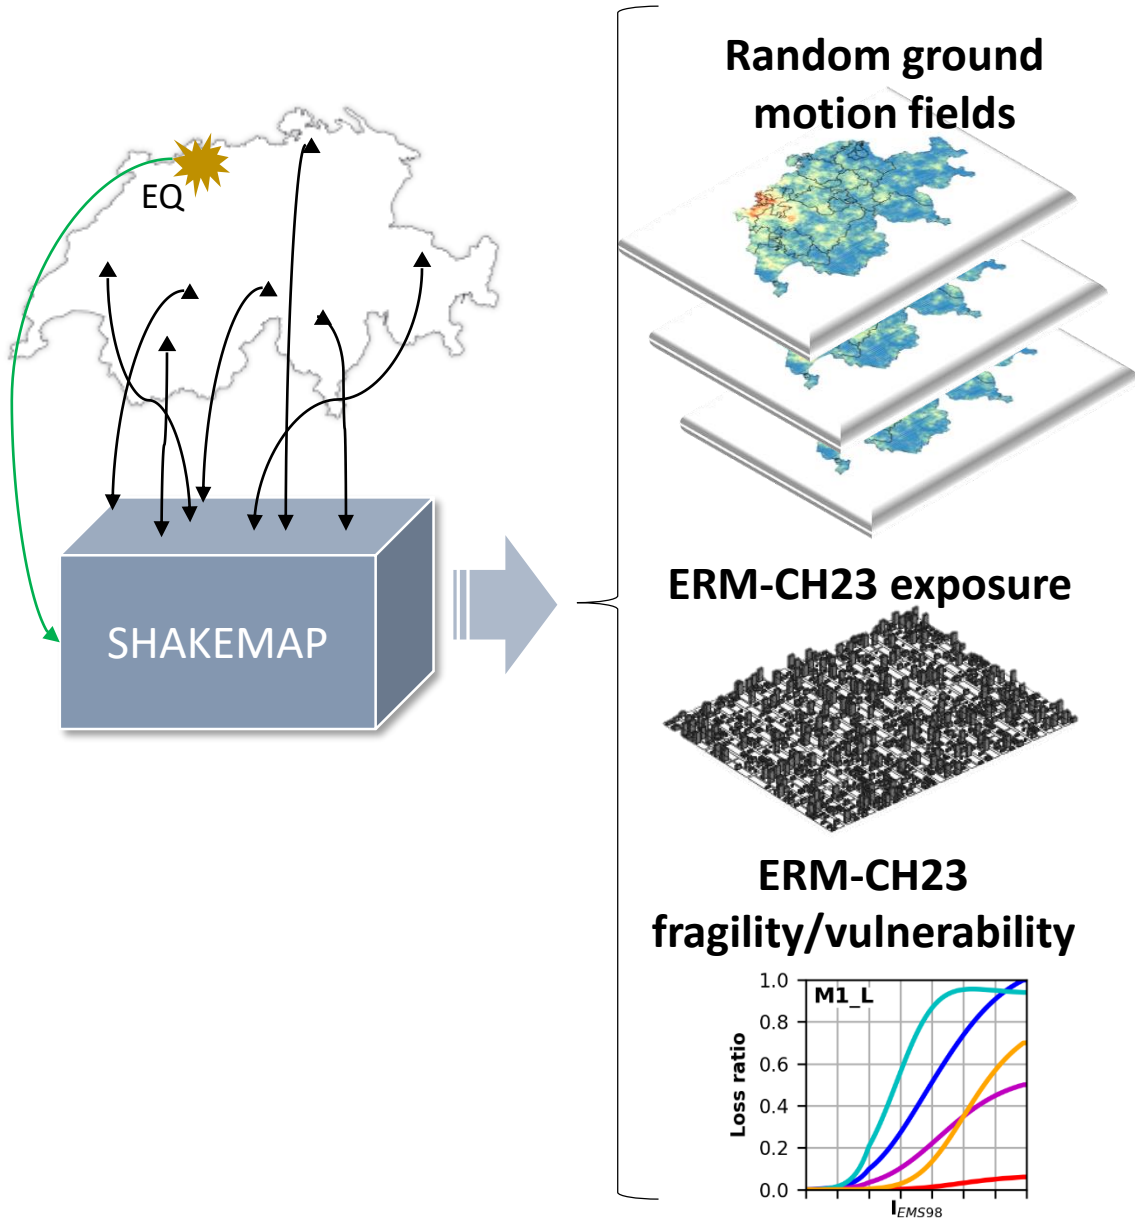 EQ
SHAKEMAP
Random ground
motion fields
ERM-CH23 exposure
ERM-CH23
fragility/vulnerability
M1_L
Loss ratio
1.0
0.8
0.6
0.4
0.2
0.0
I_EMS98